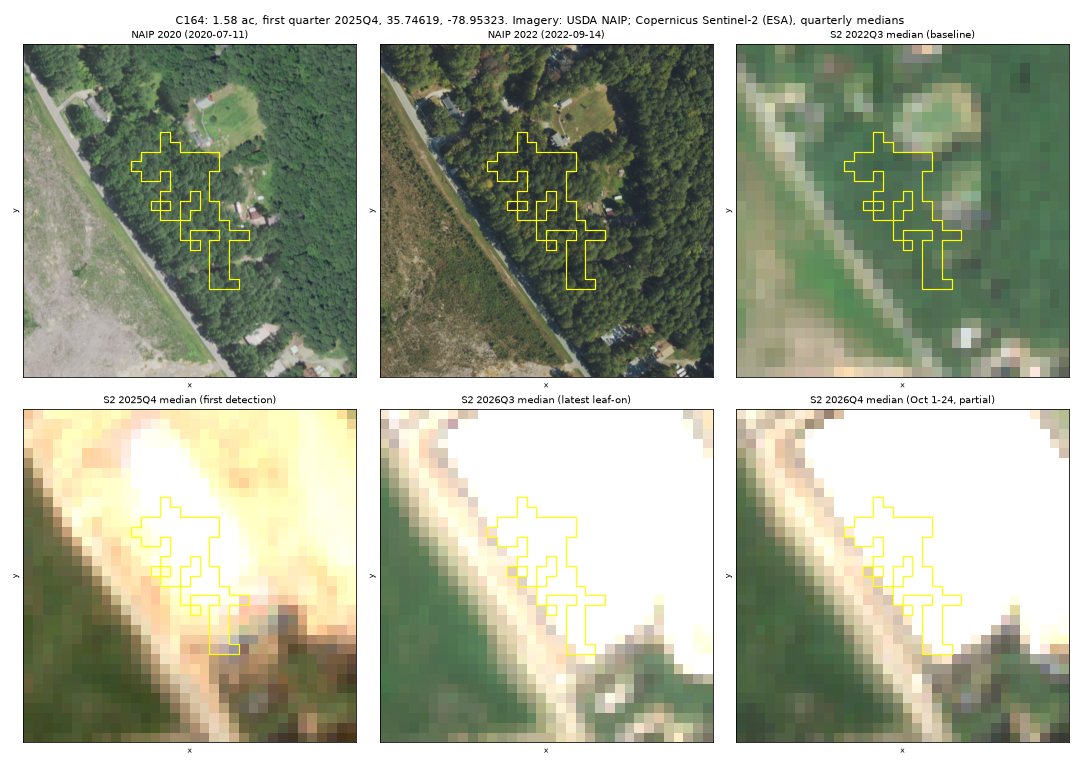 C164: 1.58 ac, first quarter 2025Q4, 35.74619, -78.95323. Imagery: USDA NAIP; Copernicus Sentinel-2 (ESA), quarterly medians
NAIP 2020 (2020-07-11)
NAIP 2022 (2022-09-14)
S2 2022Q3 median (baseline)
y
x
y
x
x
S2 2025Q4 median (first detection)
S2 2026Q3 median (latest leaf-on)
S2 2026Q4 median (Oct 1-24, partial)
y
x
y
x
y
x
y